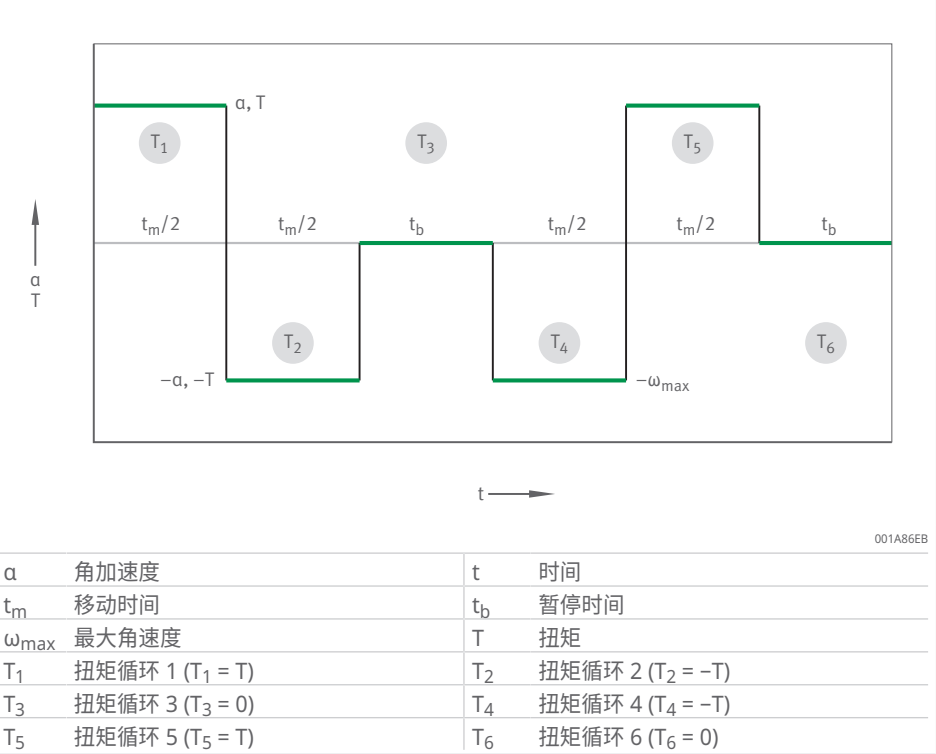 α, T
T1 T3 T5
tm/2 tm/2 tb tm/2 tm/2 tb
α
T
T2 T4 T6
−α, −T −ωmax
t
001A86EB
α 角加速度 t 时间
tm 移动时间 tb 暂停时间
ωmax 最大角速度 T 扭矩
T1 扭矩循环 1 (T1 = T) T2 扭矩循环 2 (T2 = −T)
T3 扭矩循环 3 (T3 = 0) T4 扭矩循环 4 (T4 = −T)
T5 扭矩循环 5 (T5 = T) T6 扭矩循环 6 (T6 = 0)